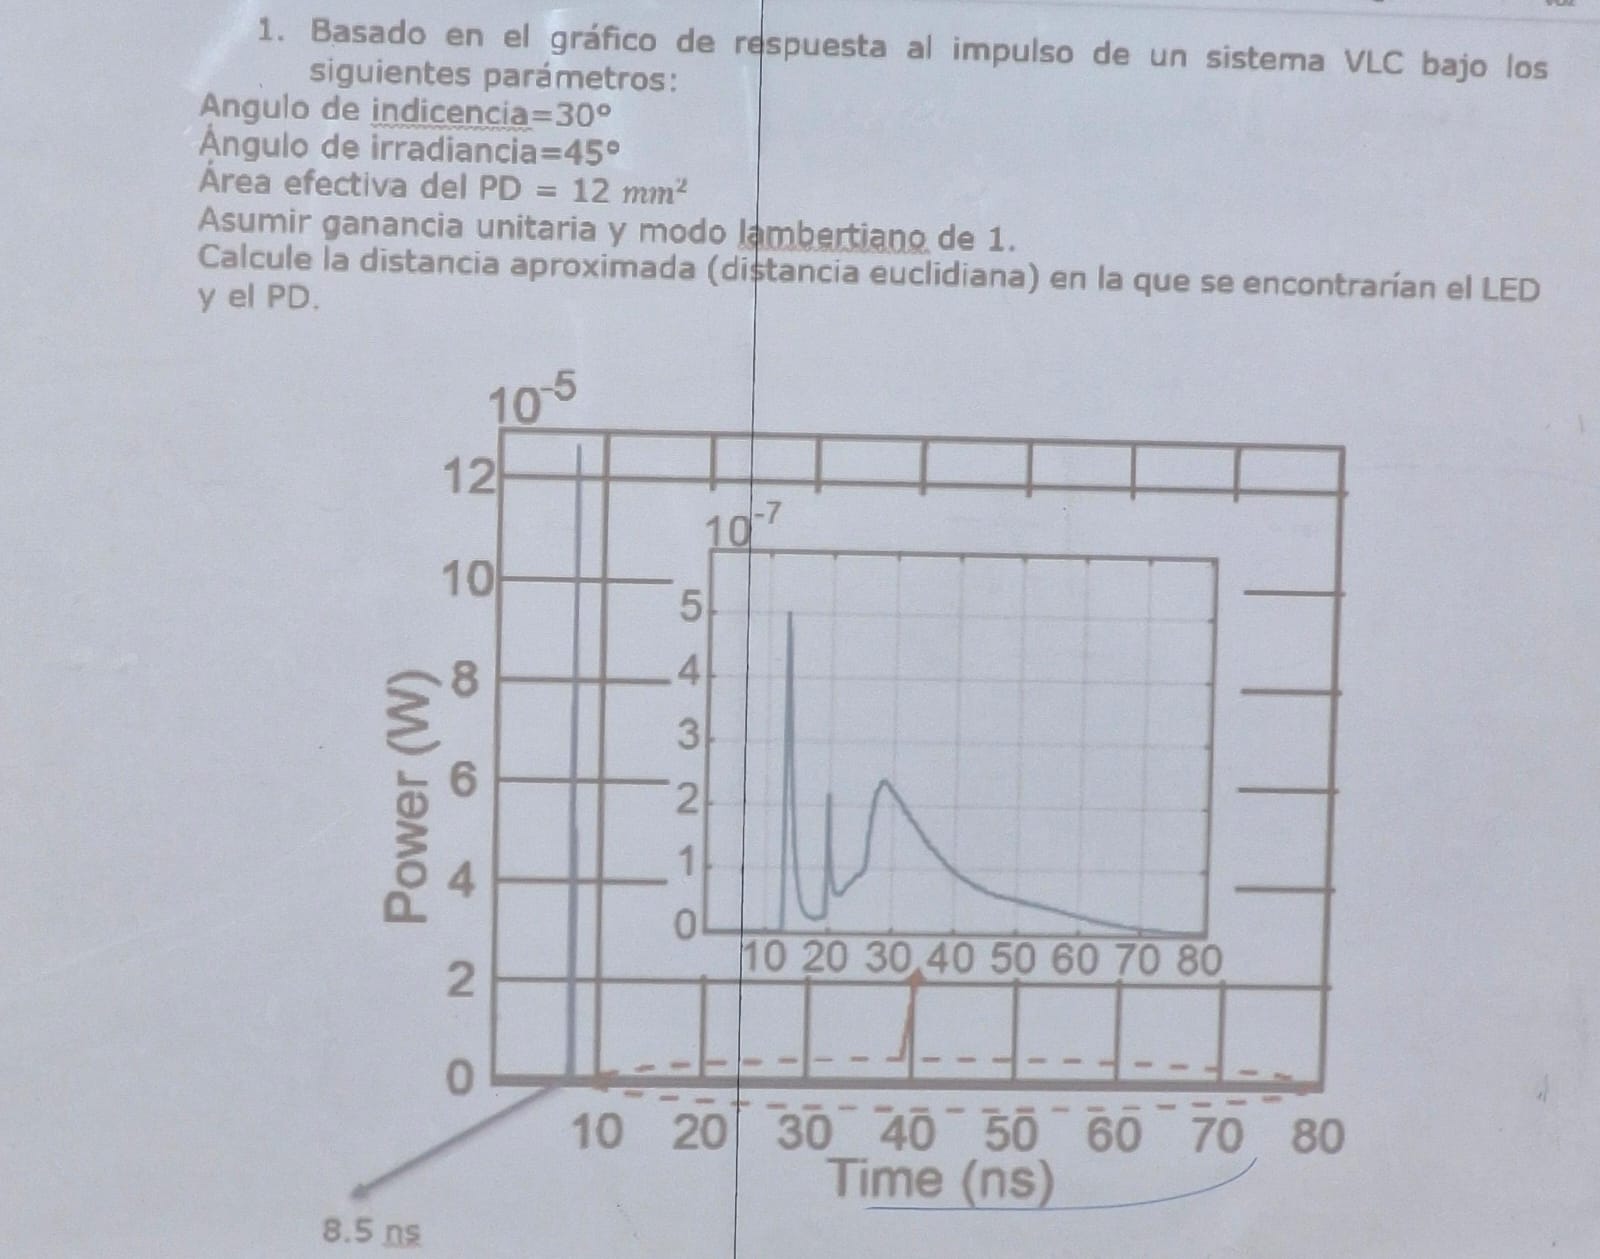 1. Basado en el gráfico de respuesta al impulso de un sistema VLC bajo los
siguientes parámetros:
Angulo de indicencia=30°
Ángulo de irradiancia=45°
Área efectiva del PD = 12 mm²
Asumir ganancia unitaria y modo lambertiano de 1.
Calcule la distancia aproximada (distancia euclidiana) en la que se encontrarían el LED
y el PD.
10⁻⁵
12
10
8
6
4
2
0
Power (W)
10⁻⁷
5
4
3
2
1
0
10 20 30 40 50 60 70 80
10 20 30 40 50 60 70 80
Time (ns)
8.5 ns